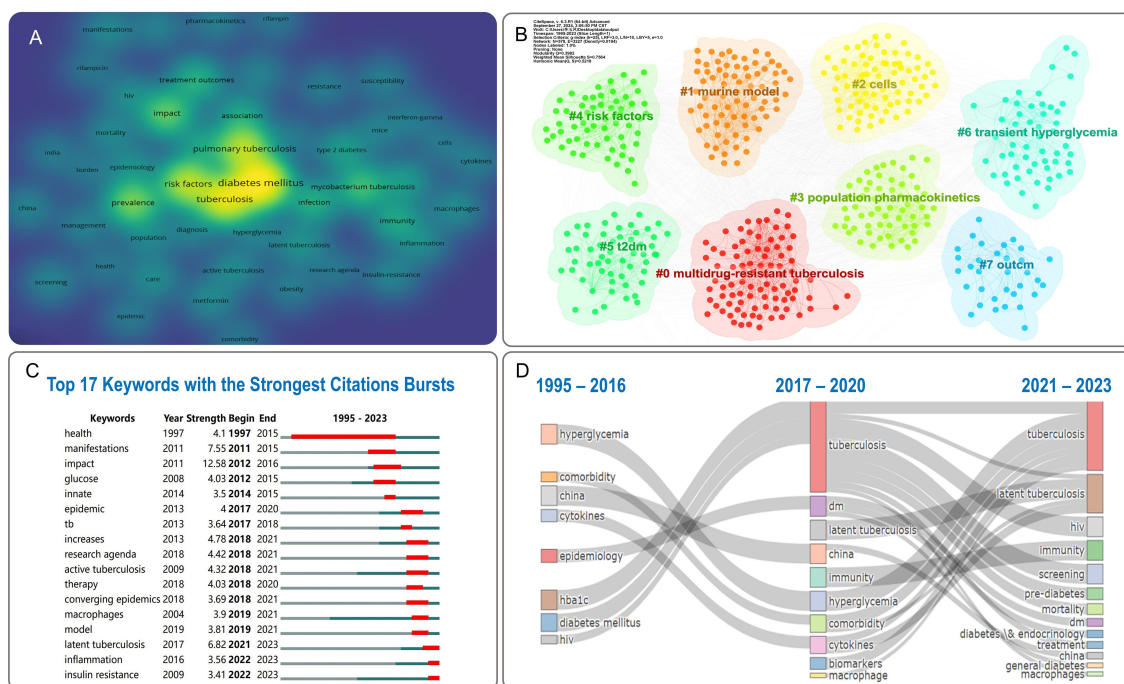 A
pharmacokinetics
rifampin
manifestations
rifampicin
treatment outcomes
susceptibility
hiv
resistance
impact
association
interferon-gamma
mortality
mice
cells
india
pulmonary tuberculosis
type 2 diabetes
cytokines
burden
epidemiology
risk factors
diabetes mellitus
mycobacterium tuberculosis
prevalence
tuberculosis
infection
china
macrophages
management
diagnosis
hyperglycemia
immunity
population
latent tuberculosis
inflammation
health
active tuberculosis
research agenda
insulin-resistance
screening
care
metformin
obesity
epidemic
comorbidity
B
#1 murine model
#2 cells
#4 risk factors
#6 transient hyperglycemia
#3 population pharmacokinetics
#5 t2dm
#0 multidrug-resistant tuberculosis
#7 outcm
C
Top 17 Keywords with the Strongest Citations Bursts
Keywords Year Strength Begin End 1995 - 2023
health 1997 4.1 1997 2015
manifestations 2011 7.55 2011 2015
impact 2011 12.58 2012 2016
glucose 2008 4.03 2012 2015
innate 2014 3.5 2014 2015
epidemic 2013 4 2017 2020
tb 2013 3.64 2017 2018
increases 2013 4.78 2018 2021
research agenda 2018 4.42 2018 2021
active tuberculosis 2009 4.32 2018 2021
therapy 2018 4.03 2018 2020
converging epidemics 2018 3.69 2018 2021
macrophages 2004 3.9 2019 2021
model 2019 3.81 2019 2021
latent tuberculosis 2017 6.82 2021 2023
inflammation 2016 3.56 2022 2023
insulin resistance 2009 3.41 2022 2023
D
1995 – 2016
2017 – 2020
2021 – 2023
hyperglycemia
comorbidity
china
cytokines
epidemiology
hba1c
diabetes mellitus
hiv
tuberculosis
dm
latent tuberculosis
china
immunity
hyperglycemia
comorbidity
cytokines
biomarkers
macrophage
tuberculosis
latent tuberculosis
hiv
immunity
screening
pre-diabetes
mortality
dm
diabetes \& endocrinology
treatment
china
general diabetes
macrophages